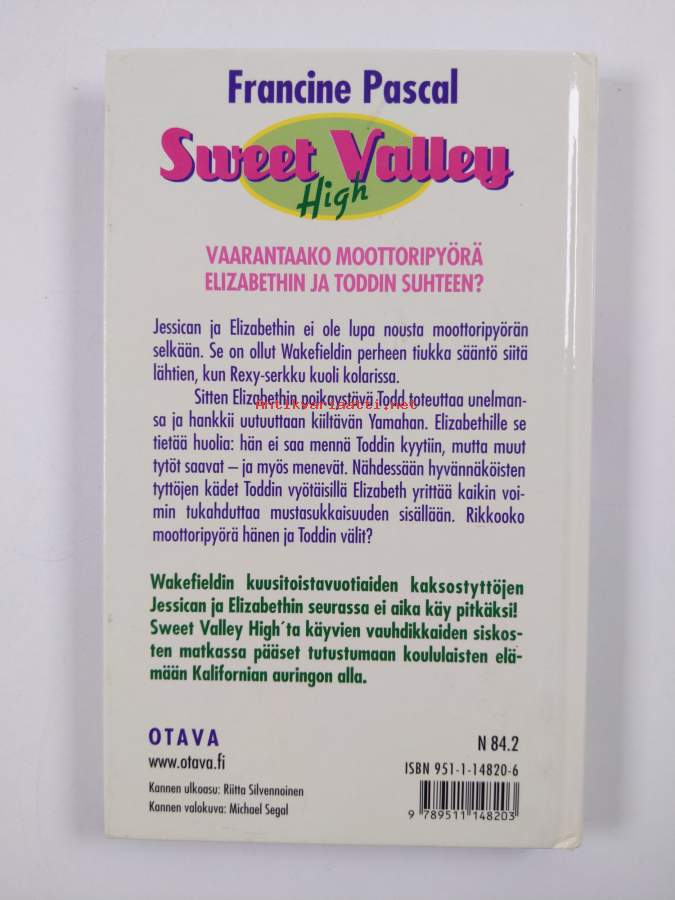 Francine Pascal
Sweet Valley
High
VAARANTAAKO MOOTTORIPYÖRÄ
ELIZABETHIN JA TODDIN SUHTEEN?
Jessican ja Elizabethin ei ole lupa nousta moottoripyörän
selkään. Se on ollut Wakefieldin perheen tiukka sääntö siitä
lähtien, kun Rexy-serkku kuoli kolarissa.
Sitten Elizabethin poikaystävä Todd toteuttaa unelman-
Antikvariaatti.net
sa ja hankkii uutuuttaan kiiltävän Yamahan. Elizabethille se
tietää huolia: hän ei saa mennä Toddin kyytiin, mutta muut
tytöt saavat – ja myös menevät. Nähdessään hyvännäköisten
tyttöjen kädet Toddin vyötäisillä Elizabeth yrittää kaikin voi-
min tukahduttaa mustasukkaisuuden sisällään. Rikkooko
moottoripyörä hänen ja Toddin välit?
Wakefieldin kuusitoistavuotiaiden kaksostyttöjen
Jessican ja Elizabethin seurassa ei aika käy pitkäksi!
Sweet Valley High´ta käyvien vauhdikkaiden siskos-
ten matkassa pääset tutustumaan koululaisten elä-
mään Kalifornian auringon alla.
OTAVA
www.otava.fi
Kannen ulkoasu: Riitta Silvennoinen
Kannen valokuva: Michael Segal
N 84.2
ISBN 951-1-14820-6
9 789511 148203